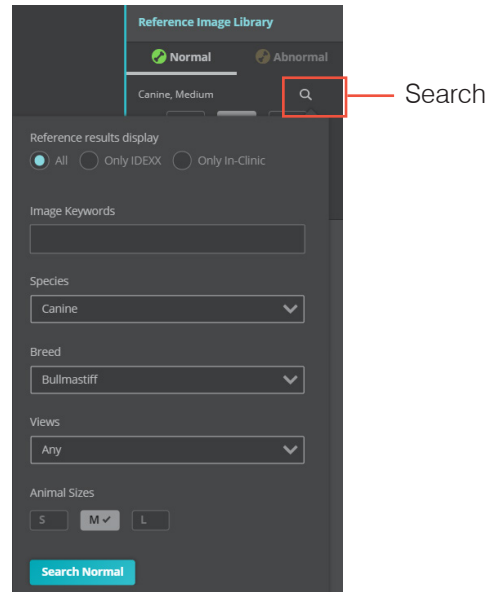 Reference Image Library
Normal Abnormal
Canine, Medium
Search
Reference results display
All Only IDEXX Only In-Clinic
Image Keywords
Species
Canine
Breed
Bullmastiff
Views
Any
Animal Sizes
S M L
Search Normal